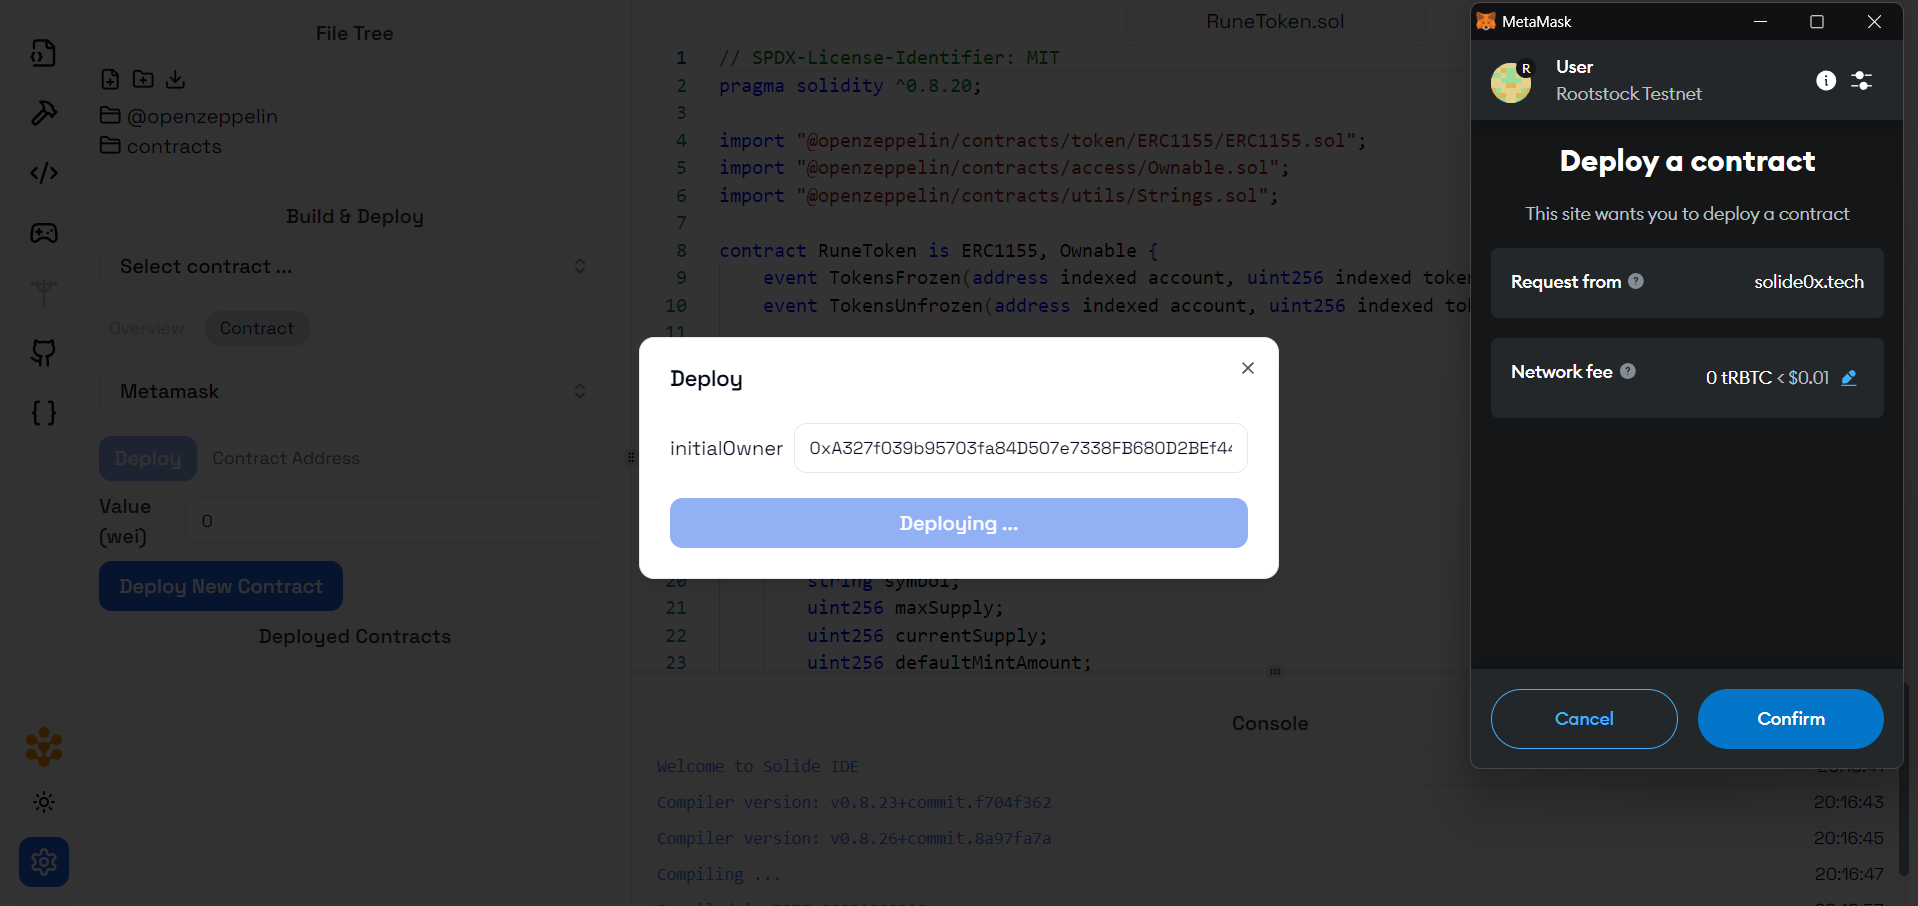 File Tree
@openzeppelin
contracts
Build & Deploy
Select contract ...
Overview
Contract
Metamask
Deploy
Contract Address
Value
(wei)
0
Deploy New Contract
Deployed Contracts
RuneToken.sol
1 // SPDX-License-Identifier: MIT
2 pragma solidity ^0.8.20;
3
4 import "@openzeppelin/contracts/token/ERC1155/ERC1155.sol";
5 import "@openzeppelin/contracts/access/Ownable.sol";
6 import "@openzeppelin/contracts/utils/Strings.sol";
7
8 contract RuneToken is ERC1155, Ownable {
9 event TokensFrozen(address indexed account, uint256 indexed token
10 event TokensUnfrozen(address indexed account, uint256 indexed to
11
20 string symbol;
21 uint256 maxSupply;
22 uint256 currentSupply;
23 uint256 defaultMintAmount;
Deploy
initialOwner
0xA327f039b95703fa84D507e7338FB680D2BEf44
Deploying ...
Console
Welcome to Solide IDE
Compiler version: v0.8.23+commit.f704f362 20:16:43
Compiler version: v0.8.26+commit.8a97fa7a 20:16:45
Compiling ... 20:16:47
MetaMask
R
User
Rootstock Testnet
Deploy a contract
This site wants you to deploy a contract
Request from
solide0x.tech
Network fee
0 tRBTC < $0.01
Cancel
Confirm